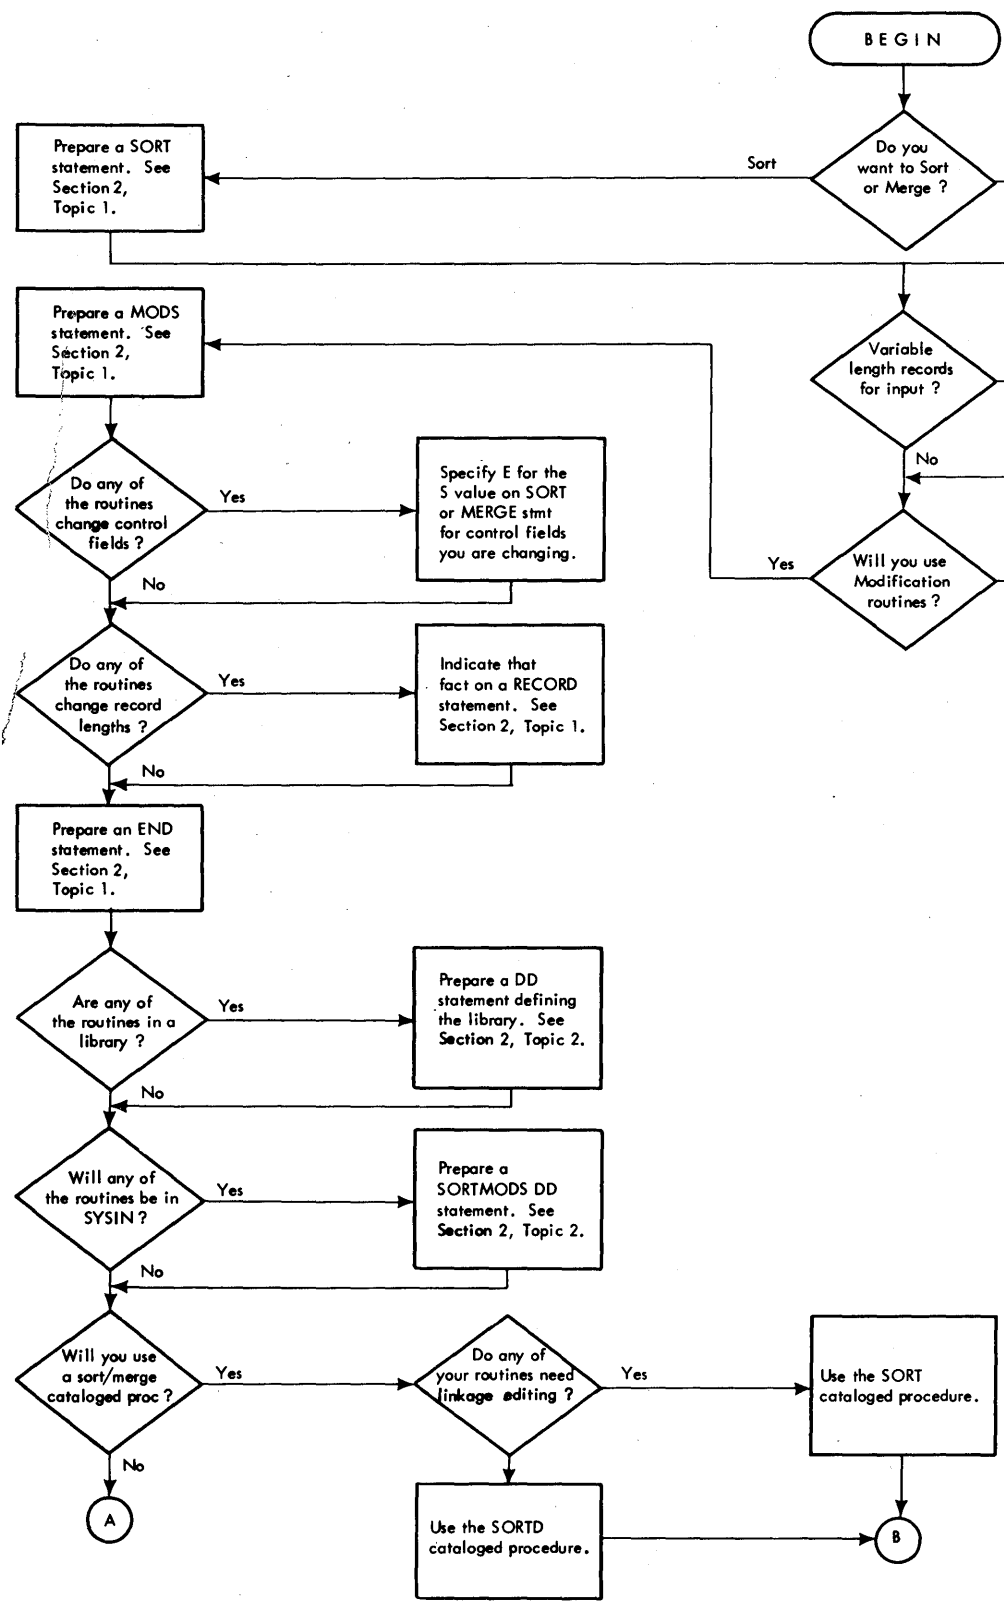 BEGIN
Do you
want to Sort
or Merge ?
Sort
Prepare a SORT
statement. See
Section 2,
Topic 1.
Variable
length records
for input ?
No
Will you use
Modification
routines ?
Yes
Prepare a MODS
statement. See
Section 2,
Topic 1.
Do any of
the routines
change control
fields ?
Yes
Specify E for the
S value on SORT
or MERGE stmt
for control fields
you are changing.
No
Do any of
the routines
change record
lengths ?
Yes
Indicate that
fact on a RECORD
statement. See
Section 2, Topic 1.
No
Prepare an END
statement. See
Section 2,
Topic 1.
Are any of
the routines in a
library ?
Yes
Prepare a DD
statement defining
the library. See
Section 2, Topic 2.
No
Will any of
the routines be in
SYSIN ?
Yes
Prepare a
SORTMODS DD
statement. See
Section 2, Topic 2.
No
Will you use
a sort/merge
cataloged proc ?
Yes
Do any of
your routines need
linkage editing ?
Yes
Use the SORT
cataloged procedure.
No
A
Use the SORTD
cataloged procedure.
B